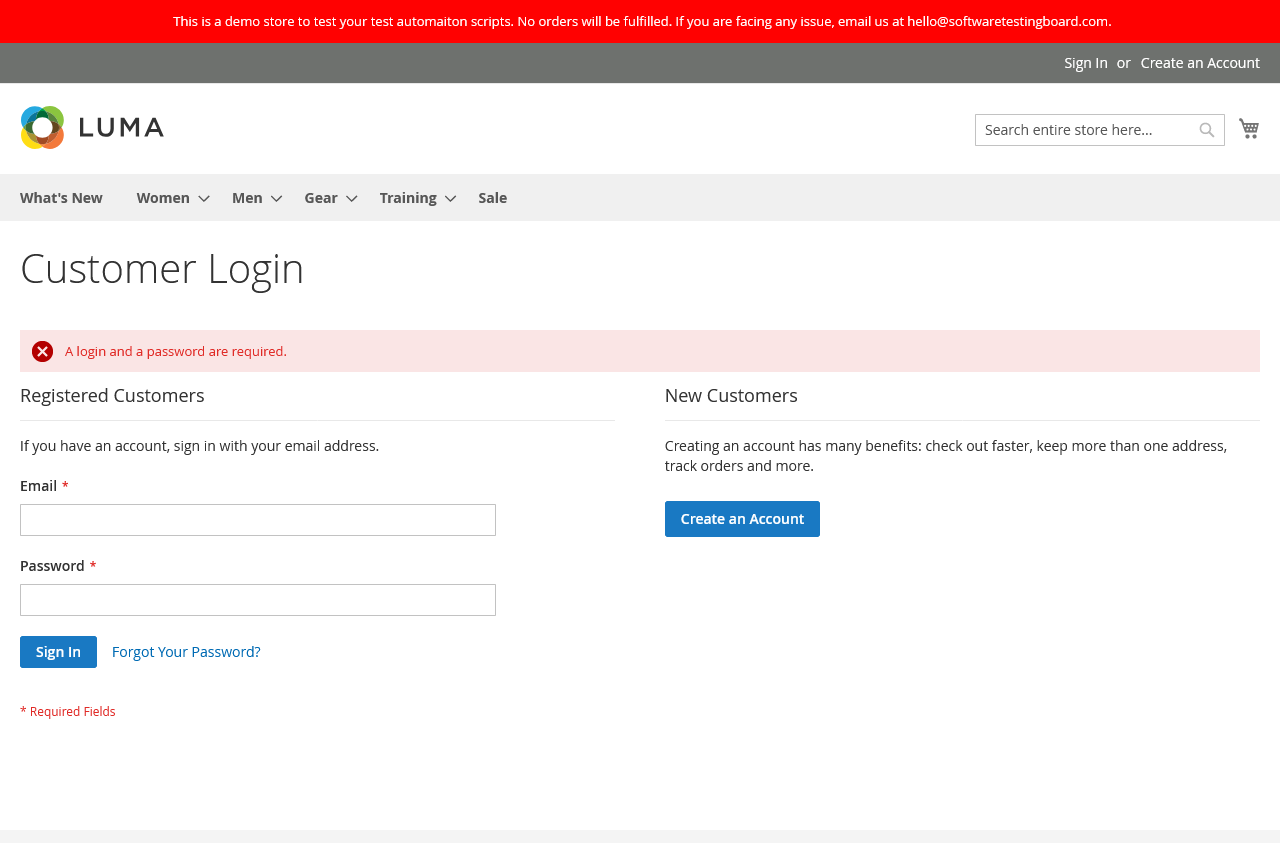 This is a demo store to test your test automaiton scripts. No orders will be fulfilled. If you are facing any issue, email us at hello@softwaretestingboard.com.
Sign In or Create an Account
LUMA
Search entire store here...
What's New Women Men Gear Training Sale
Customer Login
A login and a password are required.
Registered Customers
If you have an account, sign in with your email address.
Email *
Password *
Sign In Forgot Your Password?
* Required Fields
New Customers
Creating an account has many benefits: check out faster, keep more than one address,
track orders and more.
Create an Account